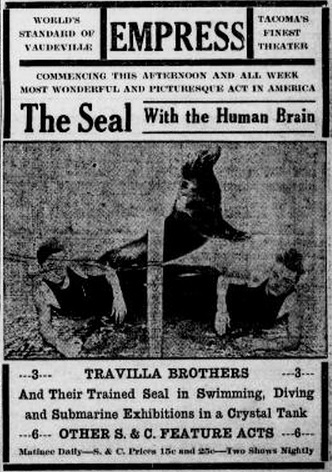 WORLD'S
STANDARD OF
VAUDEVILLE
EMPRESS
TACOMA'S
FINEST
THEATER
COMMENCING THIS AFTERNOON AND ALL WEEK
MOST WONDERFUL AND PICTURESQUE ACT IN AMERICA
The Seal With the Human Brain
---3--- TRAVILLA BROTHERS ---3---
And Their Trained Seal in Swimming, Diving
and Submarine Exhibitions in a Crystal Tank
---6--- OTHER S. & C. FEATURE ACTS ---6---
Matinee Daily—S. & C. Prices 15c and 25c—Two Shows Nightly